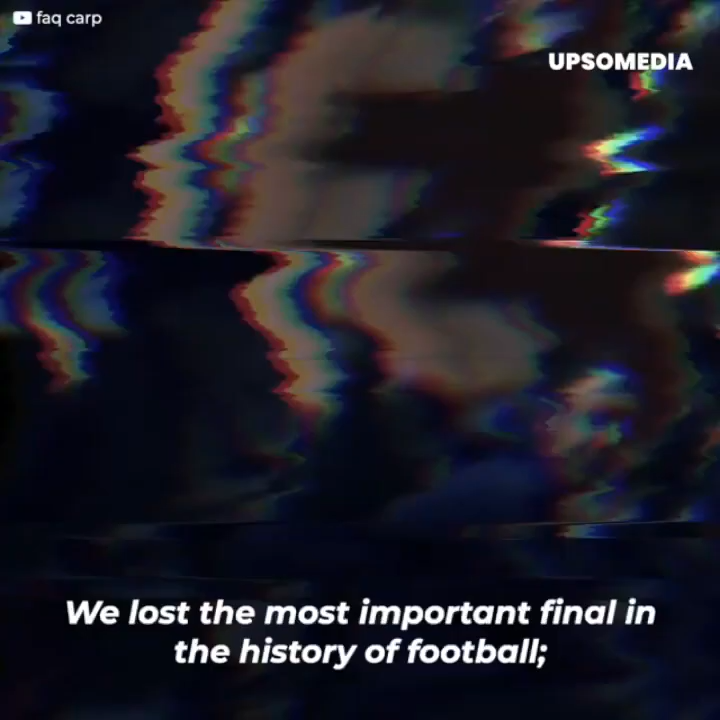 faq carp
UPSOMEDIA
We lost the most important final in
the history of football;